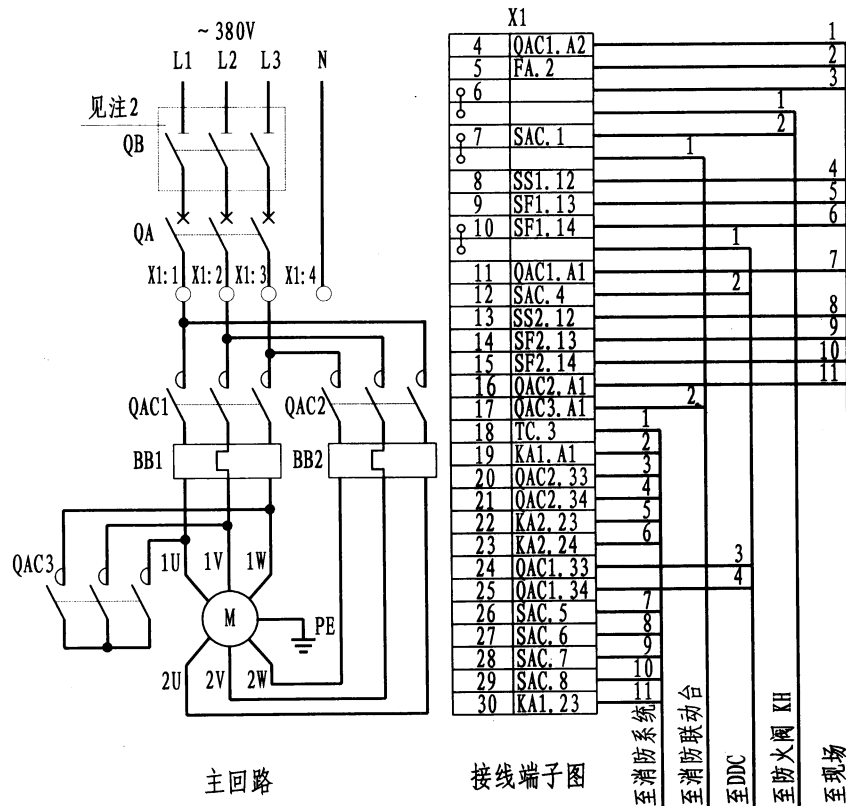 ~380V
L1 L2 L3 N
见注2
QB
QA
X1:1 X1:2 X1:3 X1:4
QAC1 QAC2
BB1 BB2
QAC3
1U 1V 1W
M
PE
2U 2V 2W
主回路
X1
4 QAC1.A2 1
5 FA.2 2
6 3
1
7 SAC.1 2
1
8 SS1.12 4
9 SF1.13 5
10 SF1.14 6
1
11 QAC1.A1 7
12 SAC.4 2
13 SS2.12 8
14 SF2.13 9
15 SF2.14 10
16 QAC2.A1 11
17 QAC3.A1 2
18 TC.3 1
19 KA1.A1 2
20 QAC2.33 3
21 QAC2.34 4
22 KA2.23 5
23 KA2.24 6
24 QAC1.33 3
25 QAC1.34 4
26 SAC.5 7
27 SAC.6 8
28 SAC.7 9
29 SAC.8 10
30 KA1.23 11
接线端子图
至消防系统
至消防联动台
至DDC
至防火阀 KH
至现场